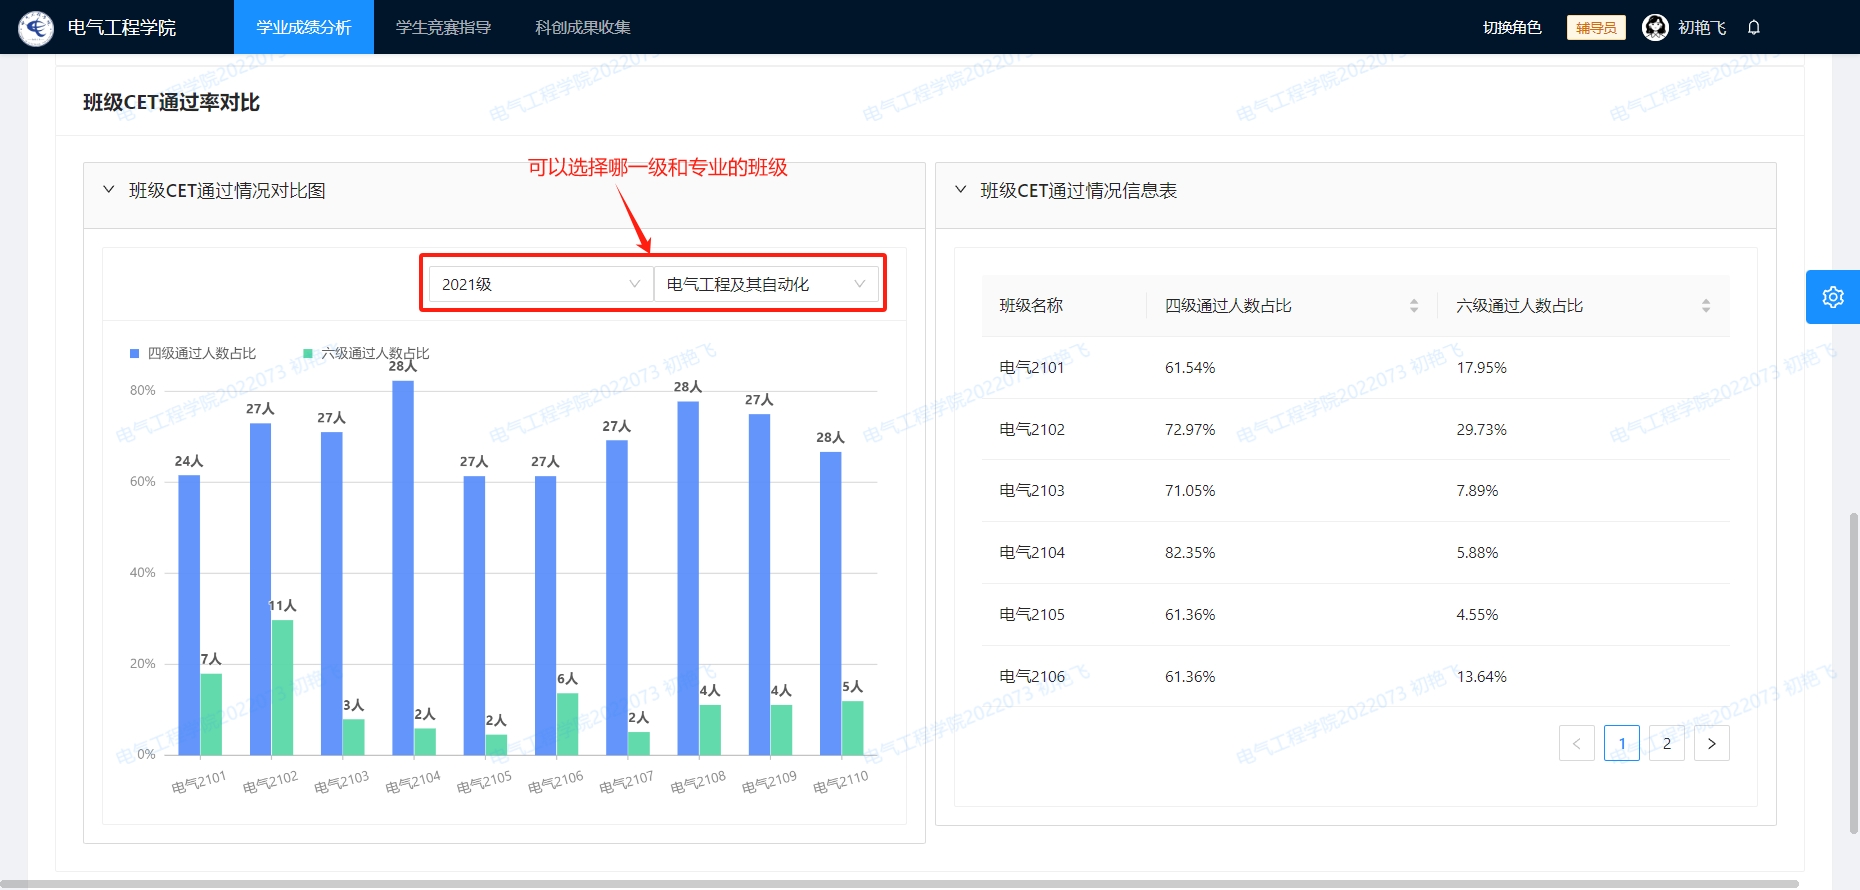 电气工程学院
学业成绩分析
学生竞赛指导
科创成果收集
切换角色
辅导员
初艳飞
班级CET通过率对比
可以选择哪一级和专业的班级
班级CET通过情况对比图
2021级
电气工程及其自动化
四级通过人数占比
六级通过人数占比
80%
60%
40%
20%
0%
24人
27人
27人
28人
27人
27人
27人
28人
27人
28人
7人
11人
3人
2人
2人
6人
2人
4人
4人
5人
电气2101
电气2102
电气2103
电气2104
电气2105
电气2106
电气2107
电气2108
电气2109
电气2110
班级CET通过情况信息表
班级名称 四级通过人数占比 六级通过人数占比
电气2101 61.54% 17.95%
电气2102 72.97% 29.73%
电气2103 71.05% 7.89%
电气2104 82.35% 5.88%
电气2105 61.36% 4.55%
电气2106 61.36% 13.64%
< 1 2 >
电气工程学院2022073 初艳飞